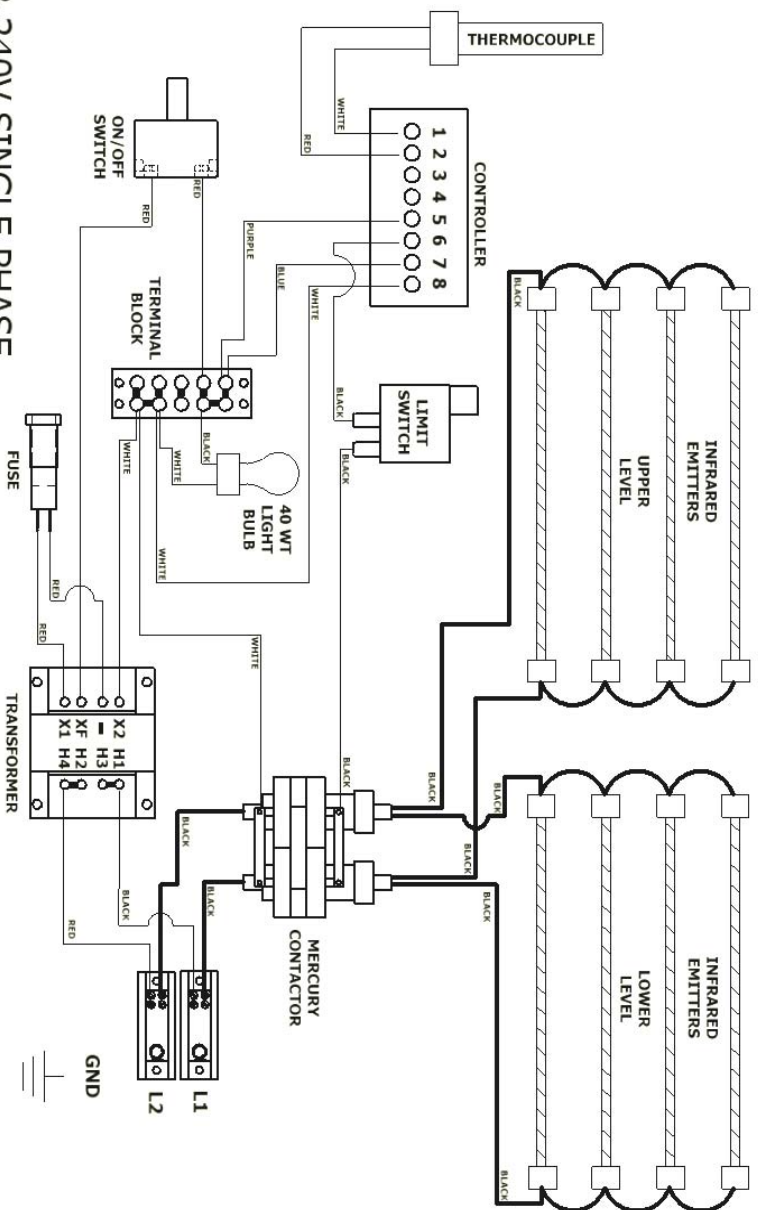 240V SINGLE PHASE
THERMOCOUPLE
WHITE
RED
CONTROLLER
1 2 3 4 5 6 7 8
ON/OFF
SWITCH
RED
RED
PURPLE
BLUE
WHITE
TERMINAL
BLOCK
BLACK
LIMIT
SWITCH
BLACK
BLACK
WHITE
WHITE
40 WT
LIGHT
BULB
WHITE
WHITE
FUSE
RED
RED
TRANSFORMER
X2 H1
- H3
XF H2
X1 H4
BLACK
RED
BLACK
BLACK
MERCURY
CONTACTOR
BLACK
BLACK
BLACK
BLACK
BLACK
BLACK
BLACK
INFRARED
EMITTERS
UPPER
LEVEL
INFRARED
EMITTERS
LOWER
LEVEL
L1
L2
GND